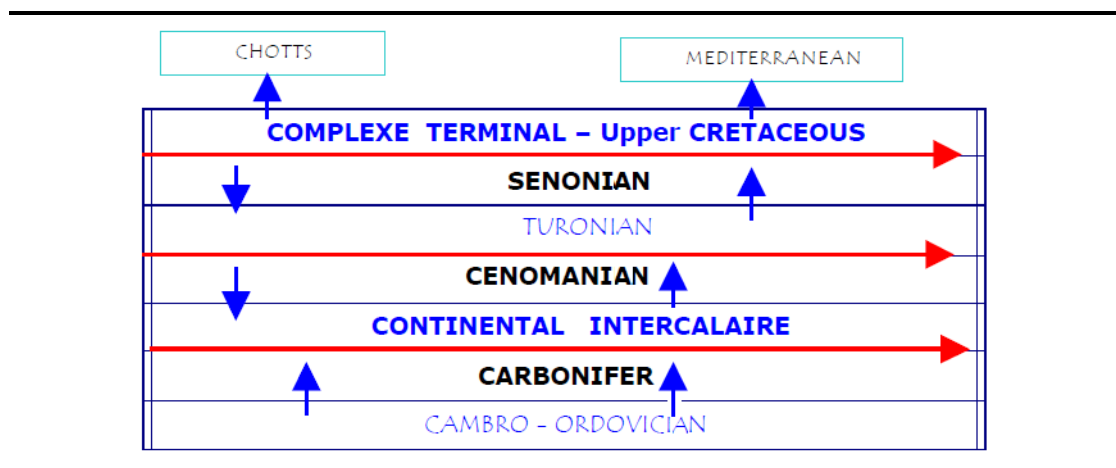 CHOTTS
MEDITERRANEAN
COMPLEXE TERMINAL – Upper CRETACEOUS
SENONIAN
TURONIAN
CENOMANIAN
CONTINENTAL INTERCALAIRE
CARBONIFER
CAMBRO - ORDOVICIAN